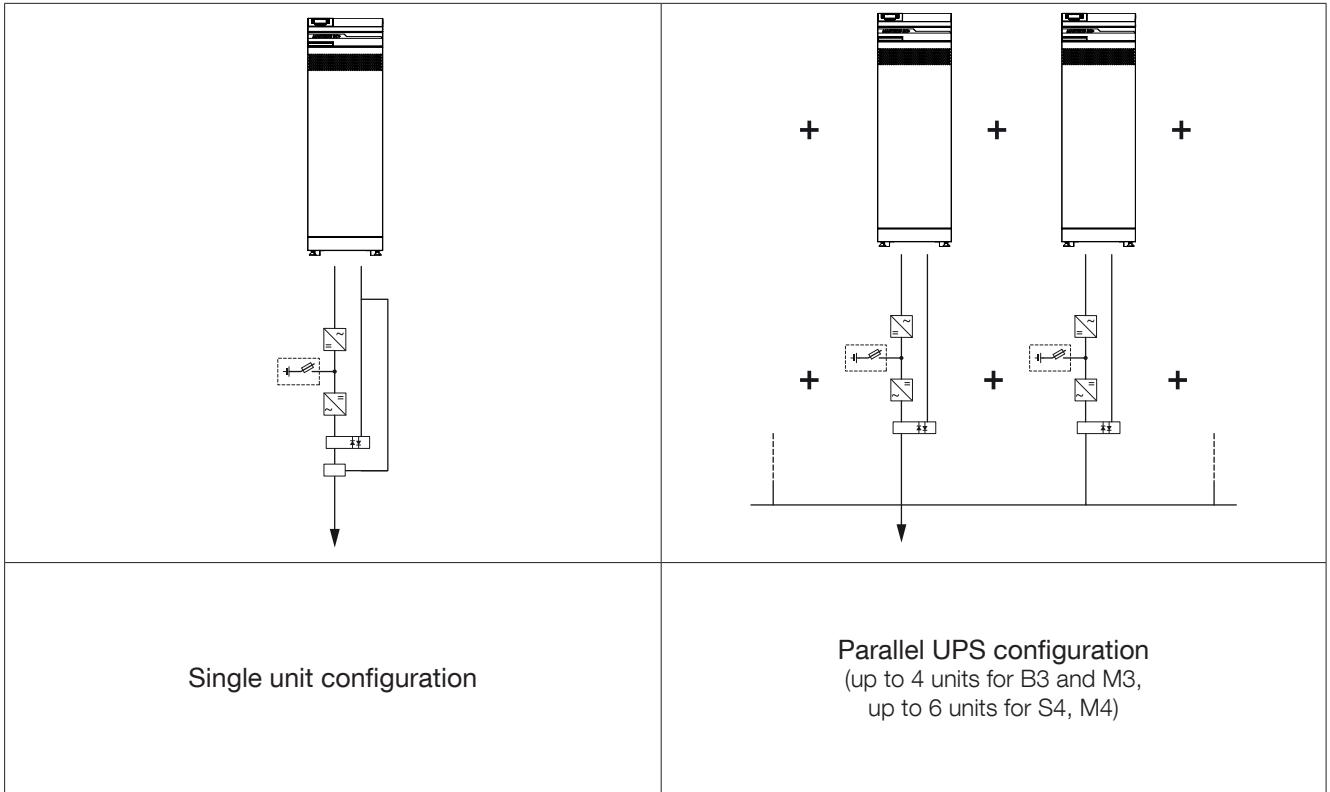 Single unit configuration
Parallel UPS configuration
(up to 4 units for B3 and M3,
up to 6 units for S4, M4)